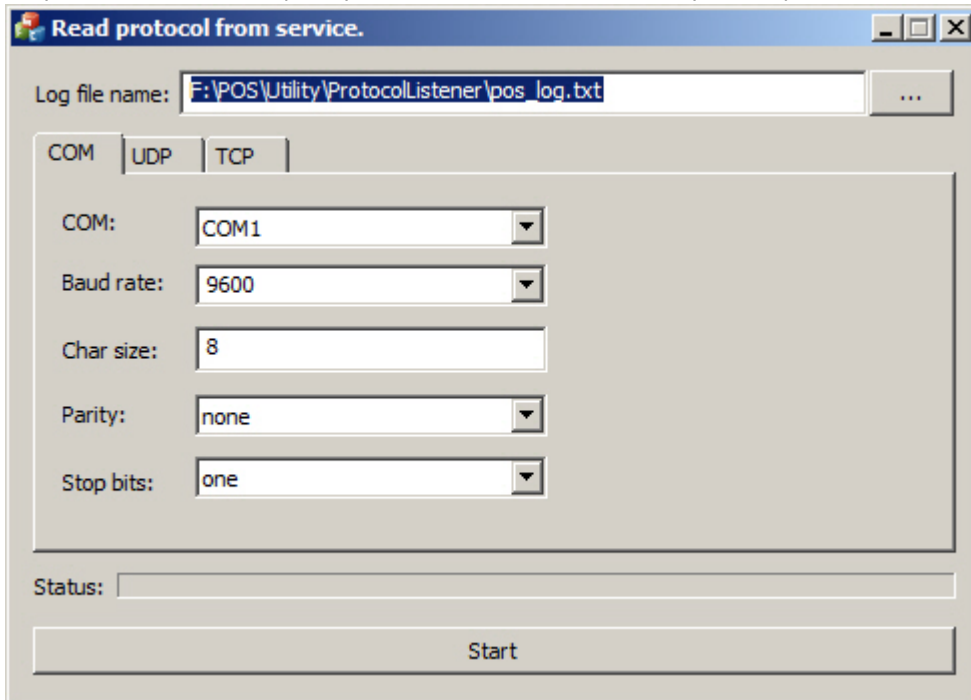 Read protocol from service.
Log file name: F:\POS\Utility\ProtocolListener\pos_log.txt ...
COM UDP TCP
COM: COM1
Baud rate: 9600
Char size: 8
Parity: none
Stop bits: one
Status:
Start